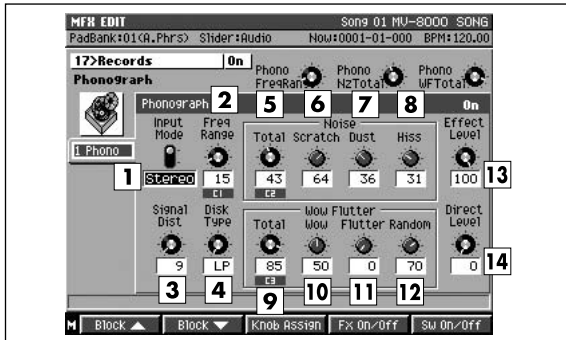 MFX EDIT Song 01 MV-8000 SONG
PadBank:01(A.Phrs) Slider:Audio Now:0001-01-000 BPM:120.00
17>Records On
Phonograph
Phono FreqRange Phono NzTotal Phono WFTotal
2 5 6 7 8
Phonograph On
1 Phono
Input Mode Freq Range
Noise
Total Scratch Dust Hiss
Effect Level
1 Stereo 15 43 64 36 31 100 13
C1 C2
Signal Dist Disk Type
Wow Flutter
Total Wow Flutter Random
Direct Level
9 LP 85 50 0 70 0 14
C3
3 4 9 10 11 12
M Block ▲ Block ▼ Knob Assign FX On/Off SW On/Off